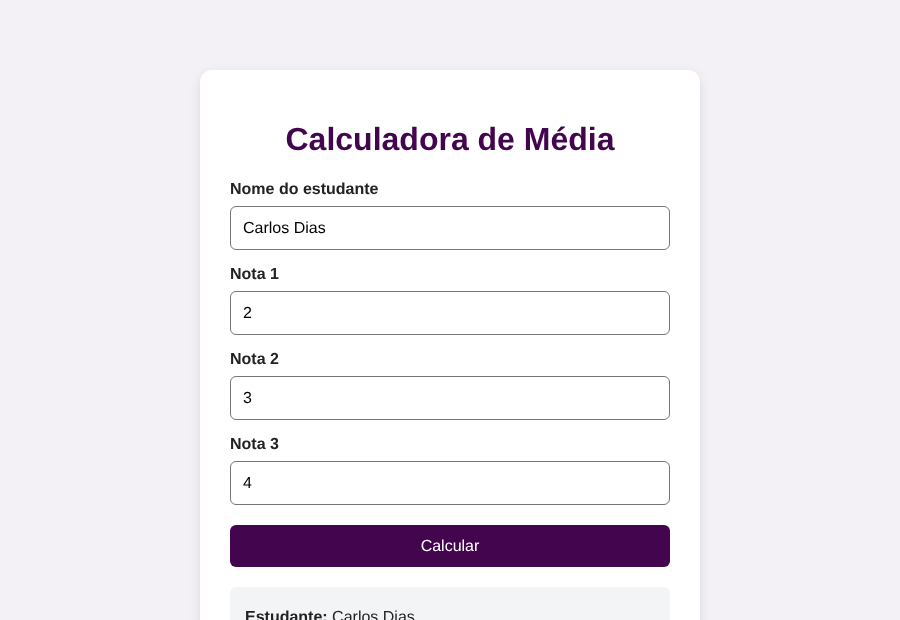 Calculadora de Média
Nome do estudante
Carlos Dias
Nota 1
2
Nota 2
3
Nota 3
4
Calcular
Estudante: Carlos Dias